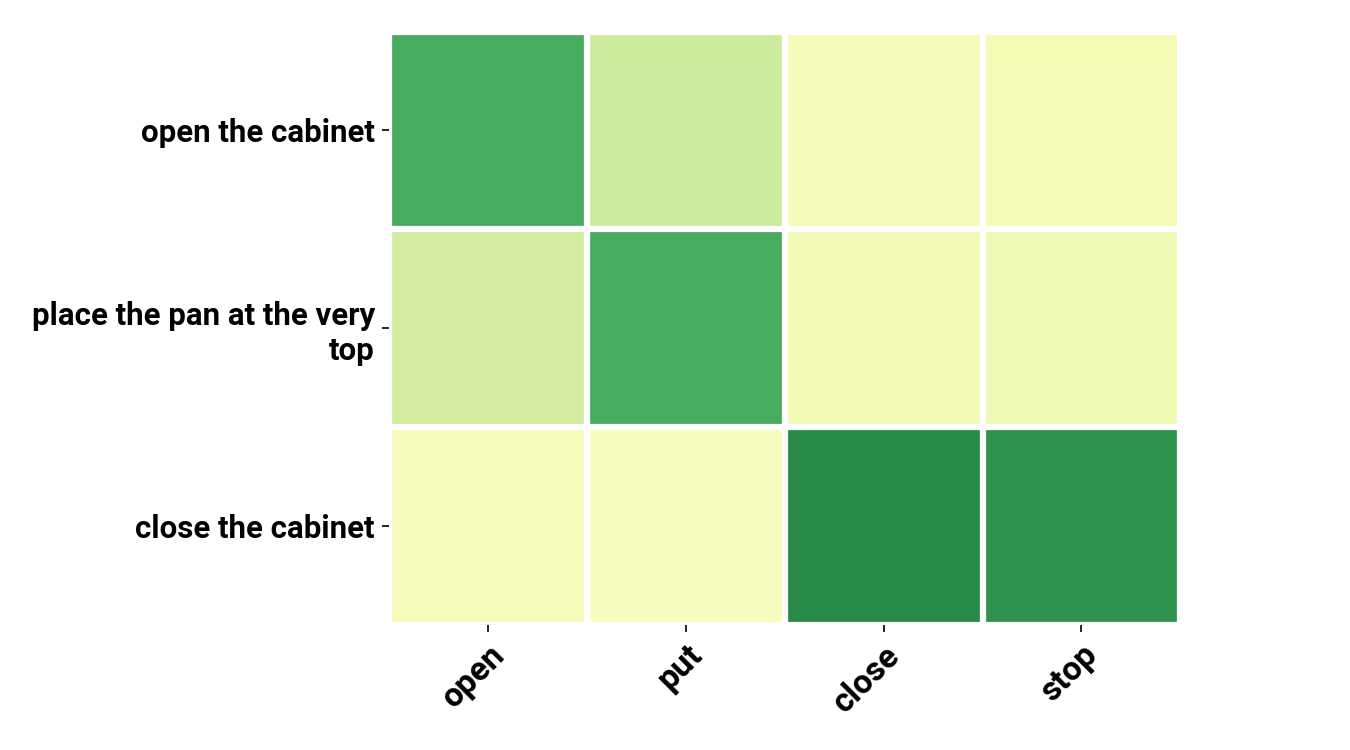 open the cabinet
place the pan at the very
top
close the cabinet
open
put
close
stop